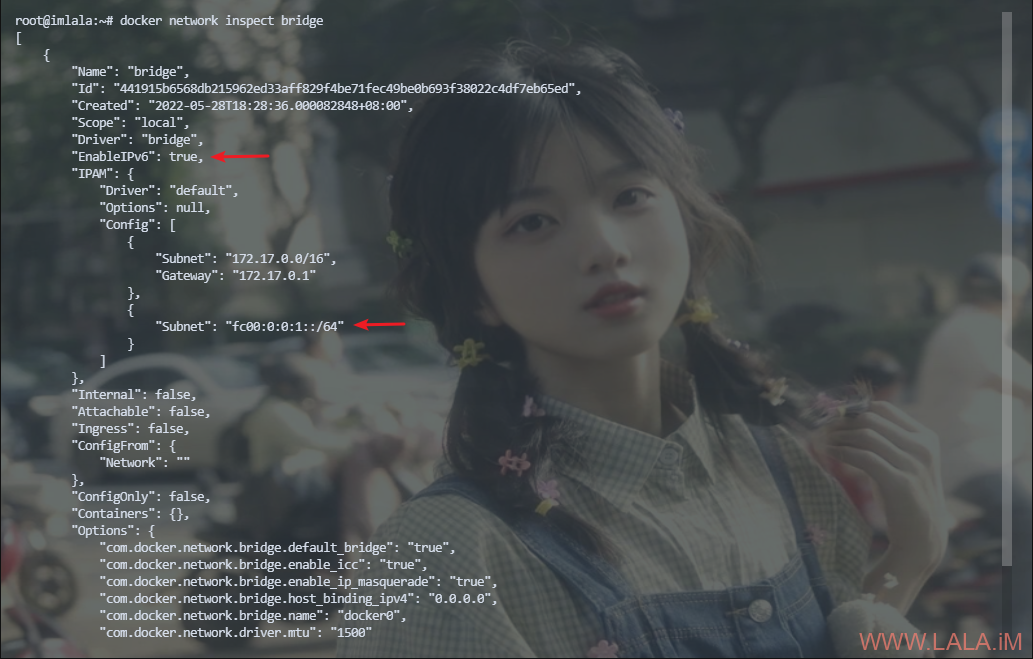 root@imlala:~# docker network inspect bridge
[
    {
        "Name": "bridge",
        "Id": "441915b6568db215962ed33aff829f4be71fec49be0b693f38022c4df7eb65ed",
        "Created": "2022-05-28T18:28:36.000082848+08:00",
        "Scope": "local",
        "Driver": "bridge",
        "EnableIPv6": true,
        "IPAM": {
            "Driver": "default",
            "Options": null,
            "Config": [
                {
                    "Subnet": "172.17.0.0/16",
                    "Gateway": "172.17.0.1"
                },
                {
                    "Subnet": "fc00:0:0:1::/64"
                }
            ]
        },
        "Internal": false,
        "Attachable": false,
        "Ingress": false,
        "ConfigFrom": {
            "Network": ""
        },
        "ConfigOnly": false,
        "Containers": {},
        "Options": {
            "com.docker.network.bridge.default_bridge": "true",
            "com.docker.network.bridge.enable_icc": "true",
            "com.docker.network.bridge.enable_ip_masquerade": "true",
            "com.docker.network.bridge.host_binding_ipv4": "0.0.0.0",
            "com.docker.network.bridge.name": "docker0",
            "com.docker.network.driver.mtu": "1500"
WWW.LALA.iM